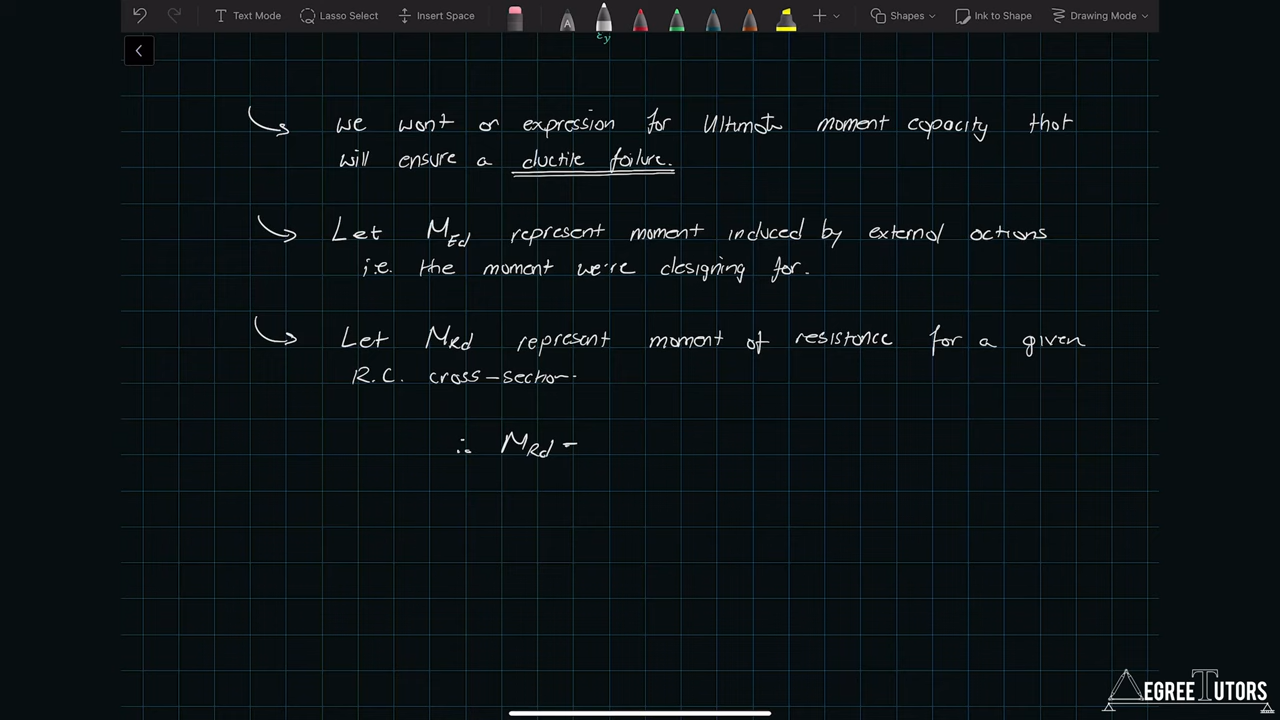 Text Mode Lasso Select Insert Space A Shapes Ink to Shape Drawing Mode
εy
we want an expression for Ultimate moment capacity that
will ensure a ductile failure.
Let MEd represent moment induced by external actions
i.e. the moment we're designing for.
Let MRd represent moment of resistance for a given
R.C. cross-section.
∴ MRd =
DEGREE TUTORS